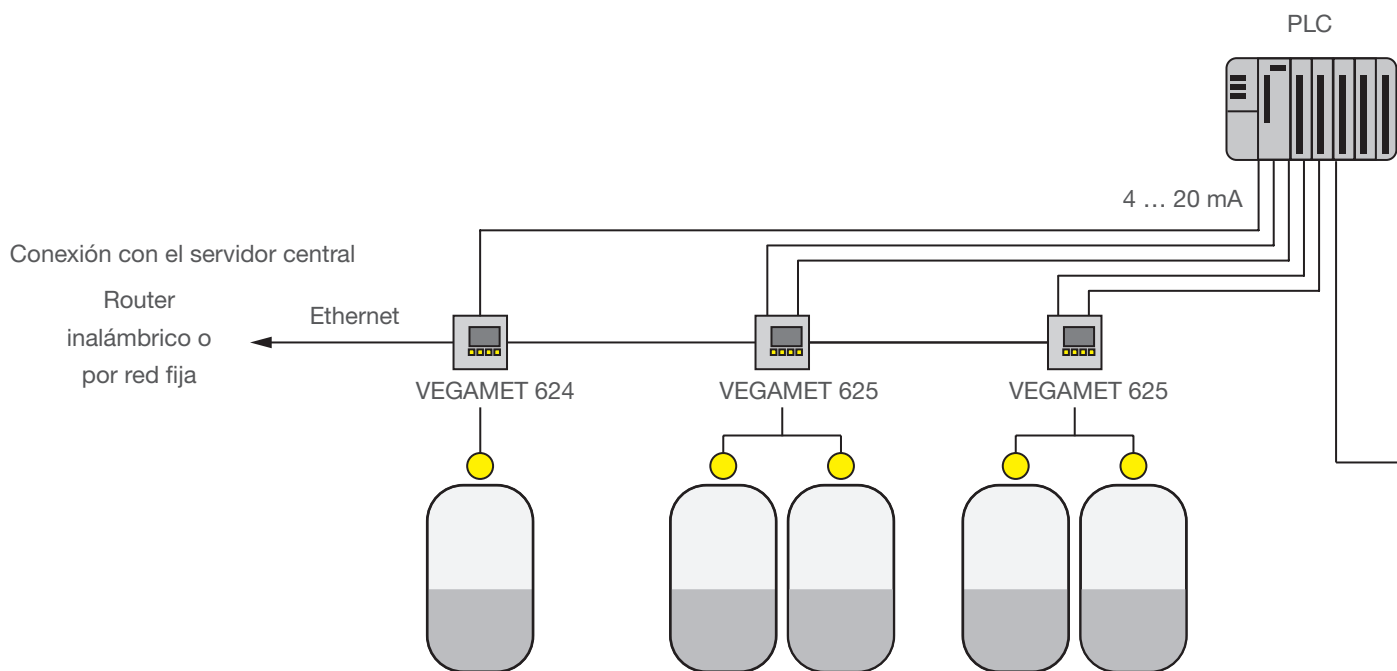 PLC
4 … 20 mA
Conexión con el servidor central
Router
inalámbrico o
por red fija
Ethernet
VEGAMET 624
VEGAMET 625
VEGAMET 625